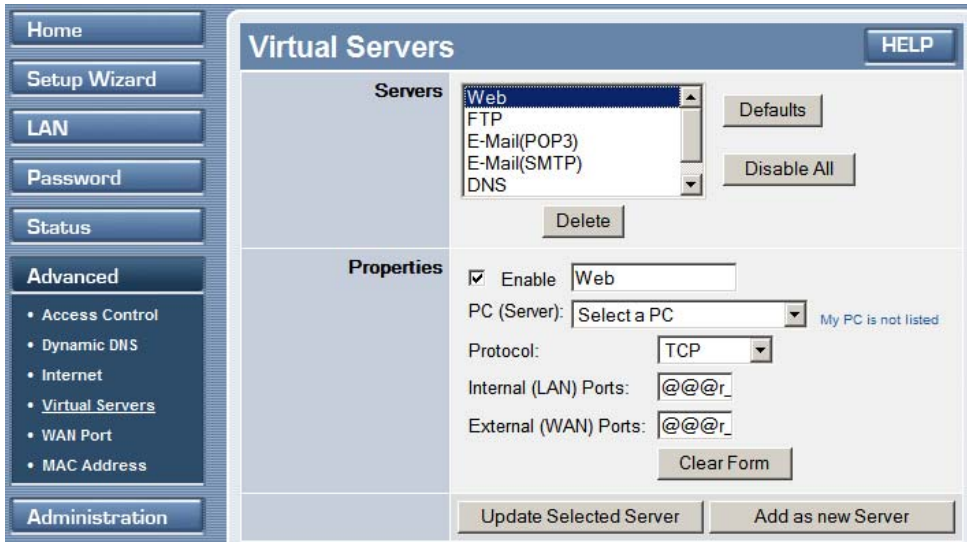 Home
Setup Wizard
LAN
Password
Status
Advanced
• Access Control
• Dynamic DNS
• Internet
• Virtual Servers
• WAN Port
• MAC Address
Administration
Virtual Servers
HELP
Servers
Web
FTP
E-Mail(POP3)
E-Mail(SMTP)
DNS
Defaults
Disable All
Delete
Properties
Enable Web
PC (Server): Select a PC My PC is not listed
Protocol: TCP
Internal (LAN) Ports: @@@r_
External (WAN) Ports: @@@r_
Clear Form
Update Selected Server Add as new Server